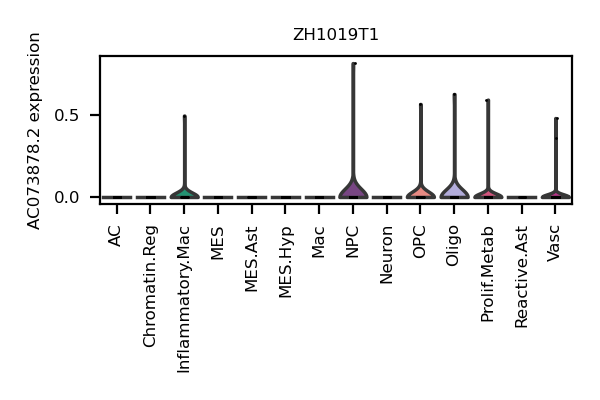 ZH1019T1
AC073878.2 expression
0.5
0.0
AC
Chromatin.Reg
Inflammatory.Mac
MES
MES.Ast
MES.Hyp
Mac
NPC
Neuron
OPC
Oligo
Prolif.Metab
Reactive.Ast
Vasc